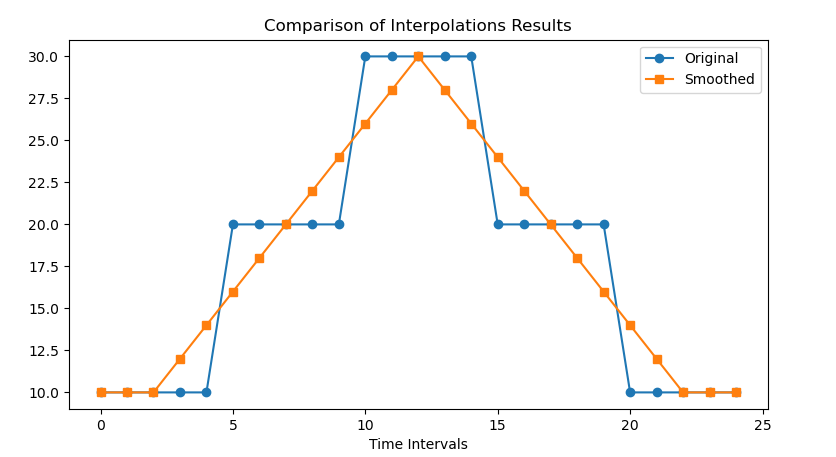 Comparison of Interpolations Results
Original
Smoothed
30.0
27.5
25.0
22.5
20.0
17.5
15.0
12.5
10.0
0 5 10 15 20 25
Time Intervals